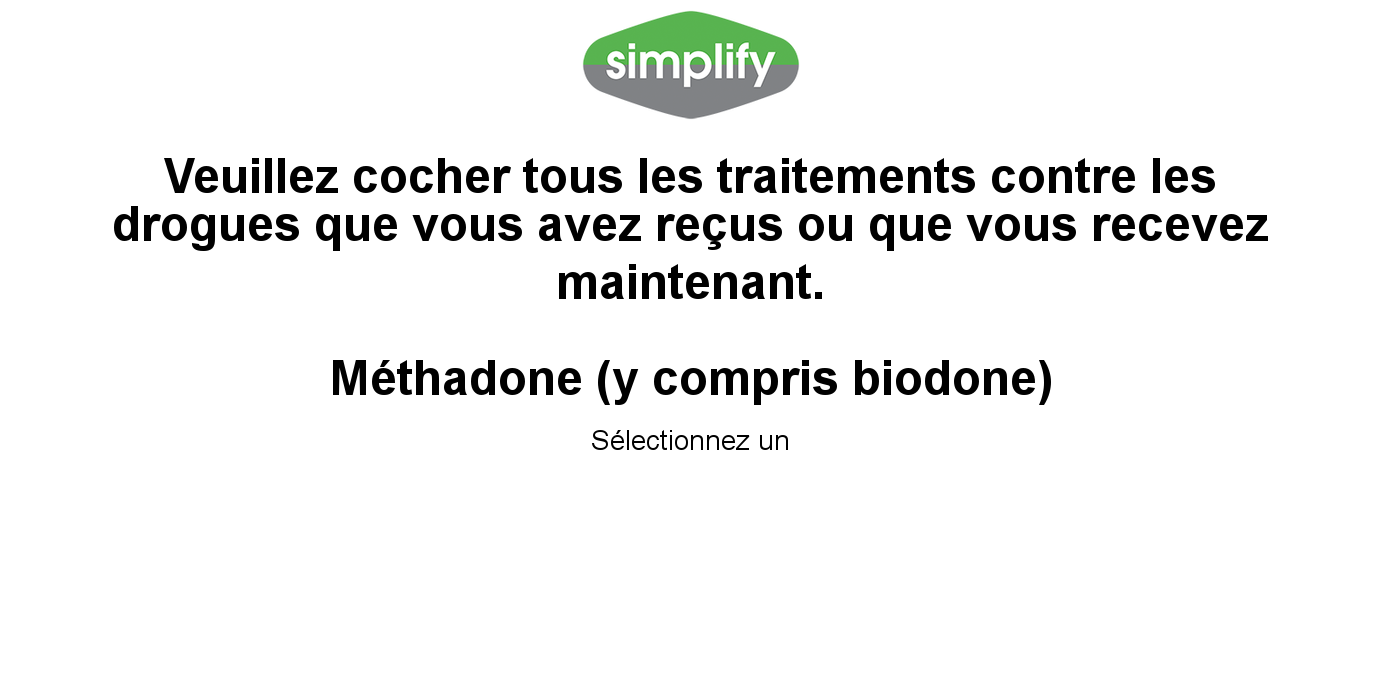 simplify
Veuillez cocher tous les traitements contre les
drogues que vous avez reçus ou que vous recevez
maintenant.
Méthadone (y compris biodone)
Sélectionnez un